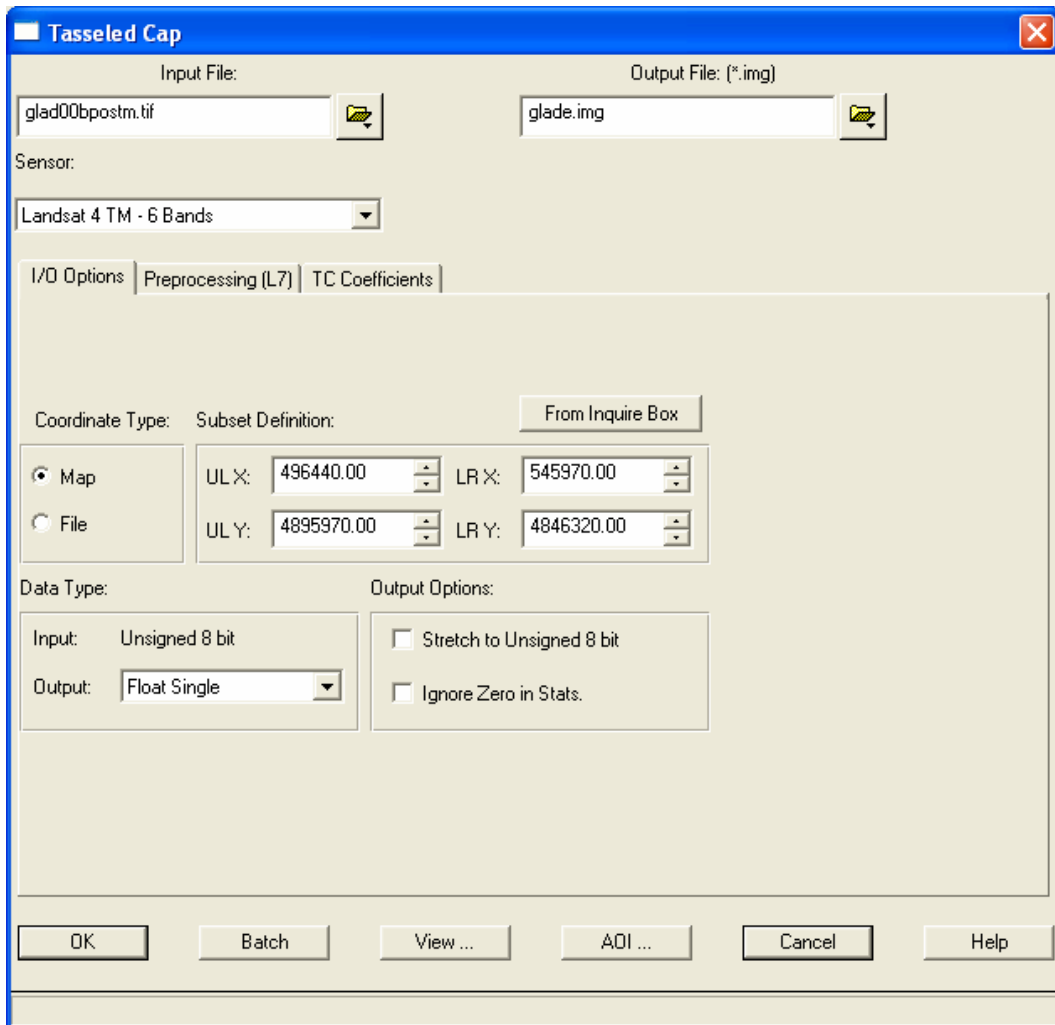 Tasseled Cap
Input File: Output File: (*.img)
glad00bpostm.tif glade.img
Sensor:
Landsat 4 TM - 6 Bands
I/O Options Preprocessing (L7) TC Coefficients
From Inquire Box
Coordinate Type: Subset Definition:
Map UL X: 496440.00 LR X: 545970.00
File UL Y: 4895970.00 LR Y: 4846320.00
Data Type: Output Options:
Input: Unsigned 8 bit Stretch to Unsigned 8 bit
Output: Float Single Ignore Zero in Stats.
OK Batch View ... AOI ... Cancel Help